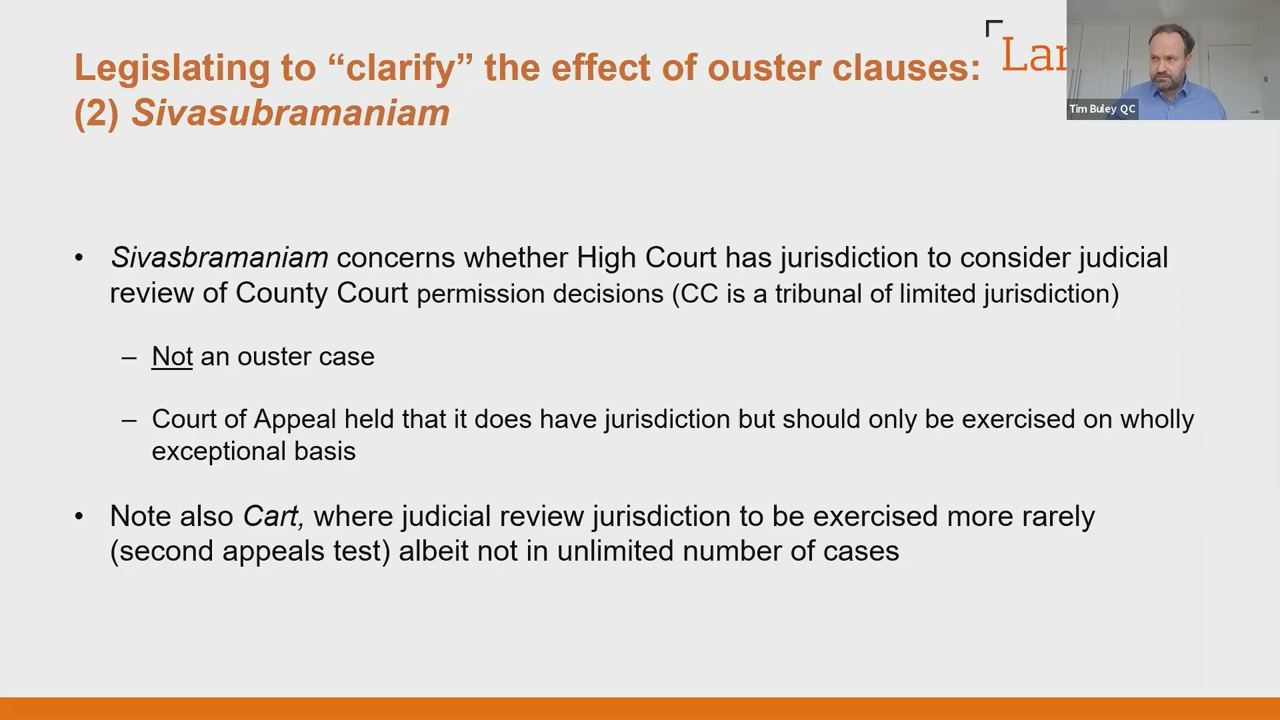 Legislating to “clarify” the effect of ouster clauses:
(2) Sivasubramaniam
Tim Buley QC
• Sivasbramaniam concerns whether High Court has jurisdiction to consider judicial
review of County Court permission decisions (CC is a tribunal of limited jurisdiction)
– Not an ouster case
– Court of Appeal held that it does have jurisdiction but should only be exercised on wholly
exceptional basis
• Note also Cart, where judicial review jurisdiction to be exercised more rarely
(second appeals test) albeit not in unlimited number of cases